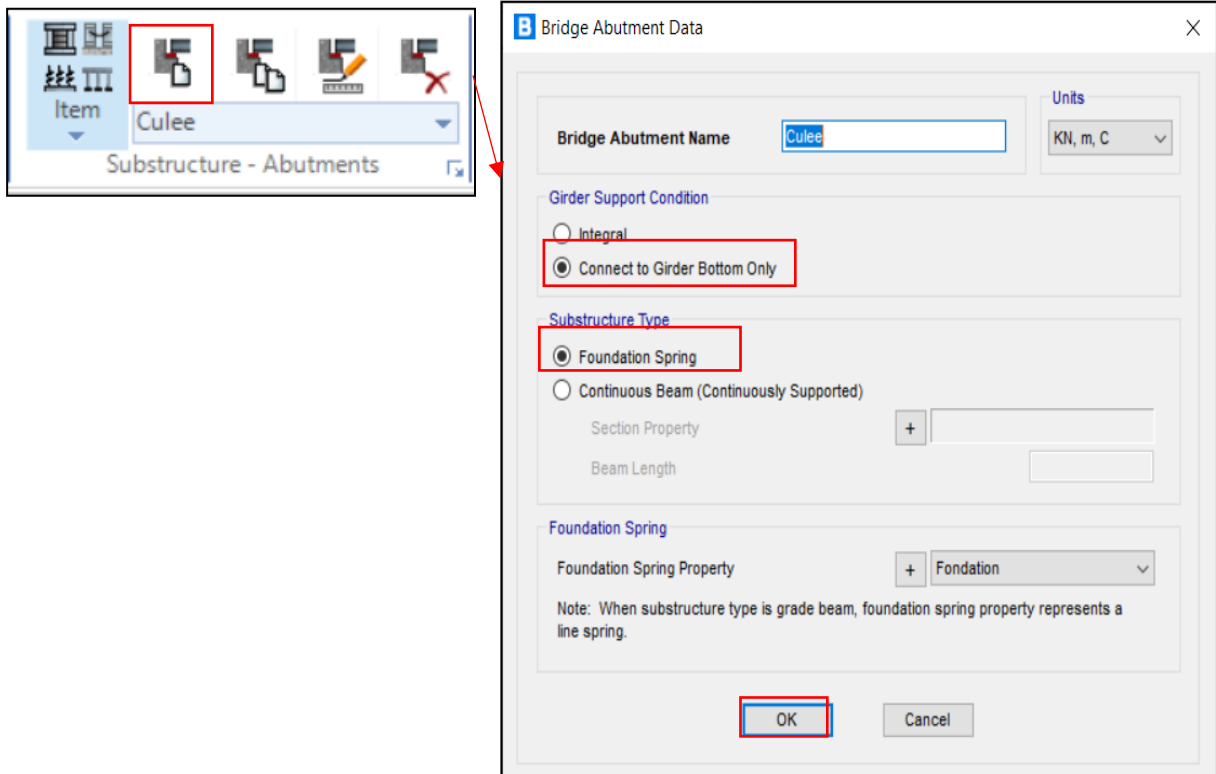 Item
Culee
Substructure - Abutments
B Bridge Abutment Data
Units
Bridge Abutment Name
Culee
KN, m, C
Girder Support Condition
Integral
Connect to Girder Bottom Only
Substructure Type
Foundation Spring
Continuous Beam (Continuously Supported)
Section Property
+
Beam Length
Foundation Spring
Foundation Spring Property
+
Fondation
Note: When substructure type is grade beam, foundation spring property represents a
line spring.
OK
Cancel